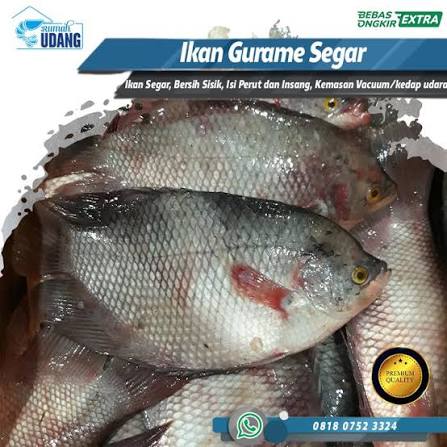 Rumah
UDANG
BEBAS
ONGKIR EXTRA
Ikan Gurame Segar
Ikan Segar, Bersih Sisik, Isi Perut dan Insang, Kemasan Vacuum/kedap udara
PREMIUM
QUALITY
0818 0752 3324